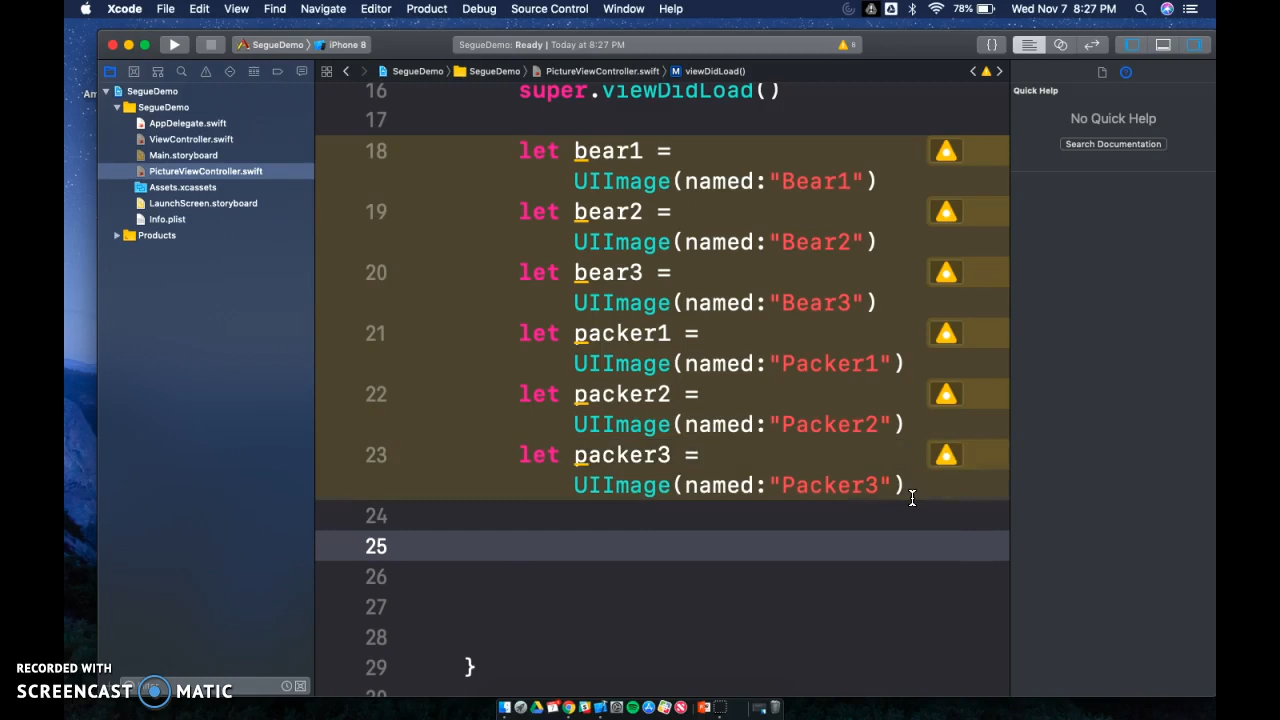 Xcode File Edit View Find Navigate Editor Product Debug Source Control Window Help 78% Wed Nov 7 8:27 PM
SegueDemo iPhone 8 SegueDemo: Ready | Today at 8:27 PM 6 {}
SegueDemo SegueDemo PictureViewController.swift M viewDidLoad()
SegueDemo
SegueDemo
AppDelegate.swift
ViewController.swift
Main.storyboard
PictureViewController.swift
Assets.xcassets
LaunchScreen.storyboard
Info.plist
Products
16 super.viewDidLoad()
17
18 let bear1 =
UIImage(named:"Bear1")
19 let bear2 =
UIImage(named:"Bear2")
20 let bear3 =
UIImage(named:"Bear3")
21 let packer1 =
UIImage(named:"Packer1")
22 let packer2 =
UIImage(named:"Packer2")
23 let packer3 =
UIImage(named:"Packer3")
24
25
26
27
28
29 }
Quick Help
No Quick Help
Search Documentation
RECORDED WITH
SCREENCAST MATIC